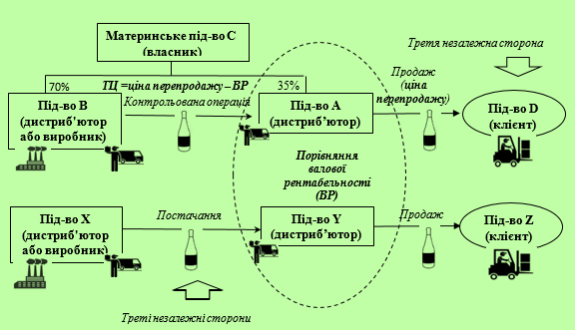 Материнське під-во С
(власник)
Третя незалежна сторона
70%
ТЦ =ціна перепродажу – ВР
35%
Продаж
(ціна
перепродажу)
Контрольована операція
Під-во В
(дистриб'ютор
або виробник)
Під-во А
(дистриб'ютор)
Під-во D
(клієнт)
Порівняння
валової
рентабельності
(ВР)
Під-во X
(дистриб'ютор
або виробник)
Постачання
Під-во Y
(дистриб'ютор)
Продаж
Під-во Z
(клієнт)
Треті незалежні сторони